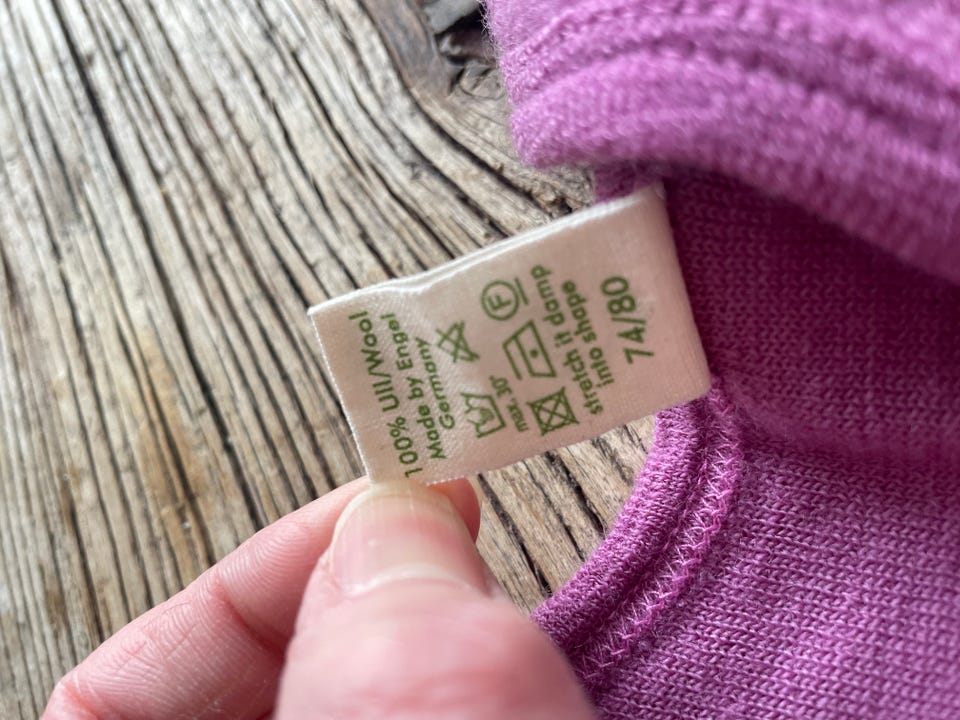 100% Ull/Wool
Made by Engel
Germany
F
max. 30°
stretch it damp
into shape
74/80